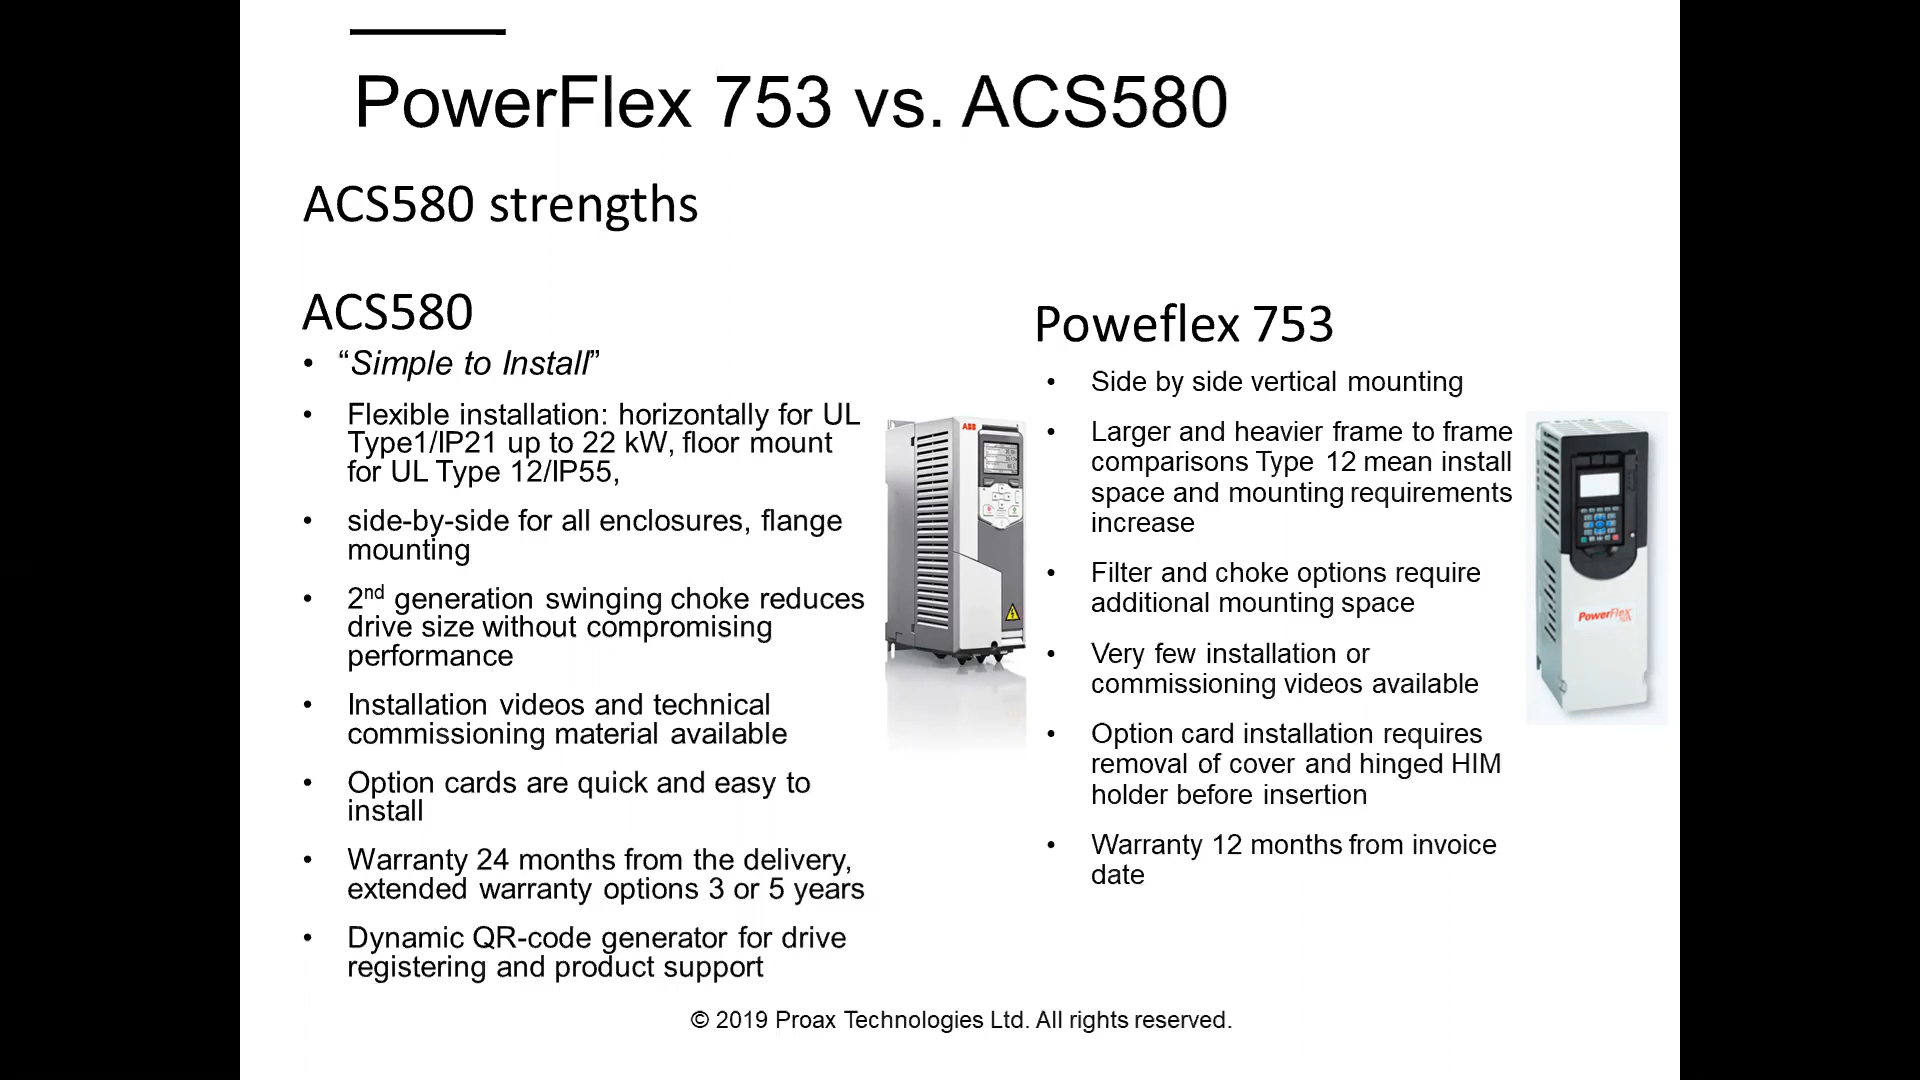 PowerFlex 753 vs. ACS580
ACS580 strengths
ACS580
• “Simple to Install”
• Flexible installation: horizontally for UL
Type1/IP21 up to 22 kW, floor mount
for UL Type 12/IP55,
• side-by-side for all enclosures, flange
mounting
• 2nd generation swinging choke reduces
drive size without compromising
performance
• Installation videos and technical
commissioning material available
• Option cards are quick and easy to
install
• Warranty 24 months from the delivery,
extended warranty options 3 or 5 years
• Dynamic QR-code generator for drive
registering and product support
ABB
Poweflex 753
• Side by side vertical mounting
• Larger and heavier frame to frame
comparisons Type 12 mean install
space and mounting requirements
increase
• Filter and choke options require
additional mounting space
• Very few installation or
commissioning videos available
• Option card installation requires
removal of cover and hinged HIM
holder before insertion
• Warranty 12 months from invoice
date
PowerFlex
© 2019 Proax Technologies Ltd. All rights reserved.